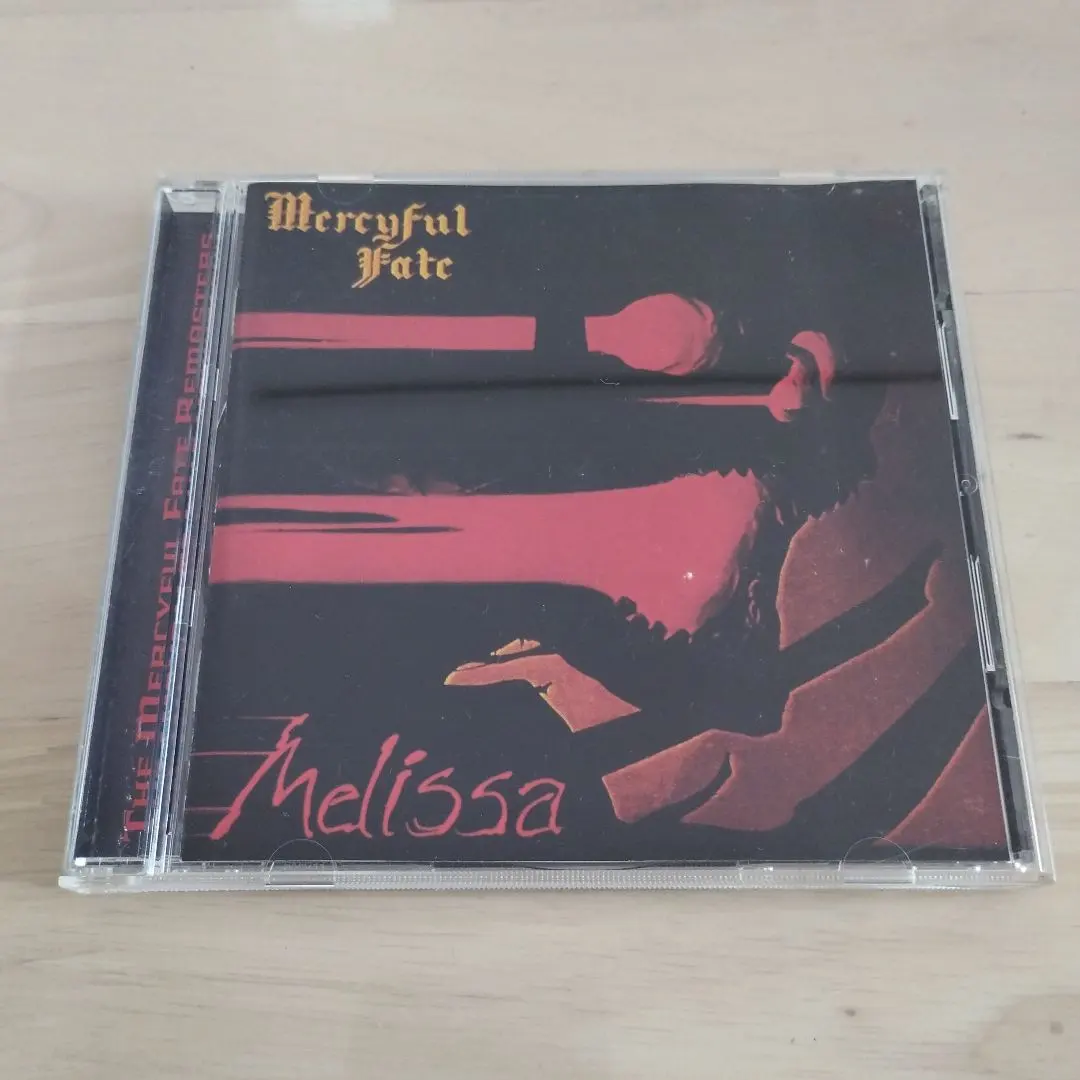 Mercyful
Fate
Melissa
The Mercyful Fate Remasters